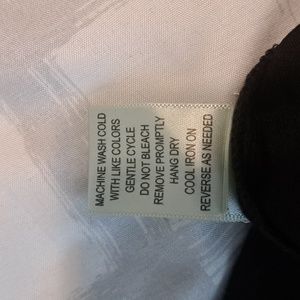 MACHINE WASH COLD
WITH LIKE COLORS
GENTLE CYCLE
DO NOT BLEACH
REMOVE PROMPTLY
HANG DRY
COOL IRON ON
REVERSE AS NEEDED